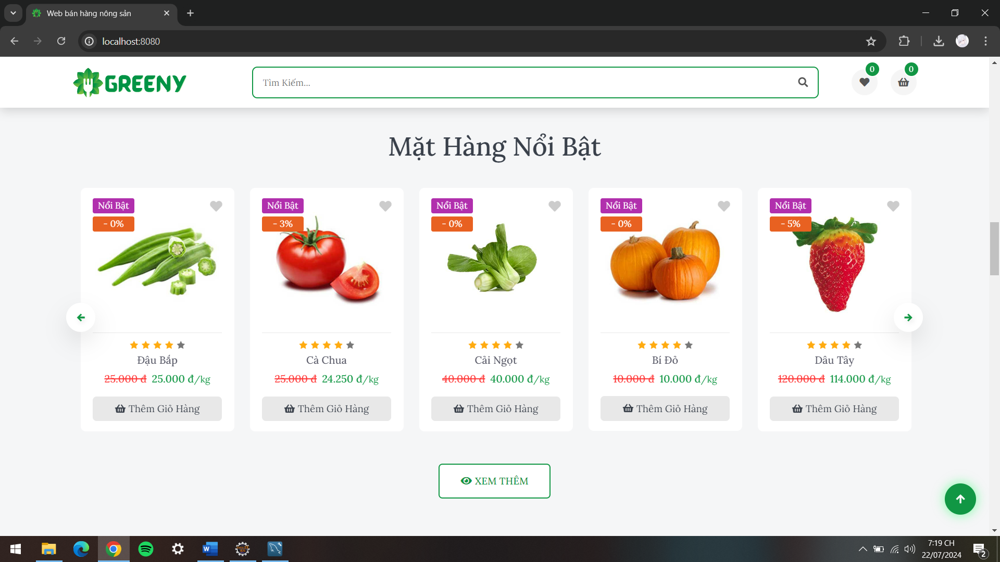 Web bán hàng nông sản
localhost:8080
GREENY
Tìm Kiếm...
0
0
Mặt Hàng Nổi Bật
Nổi Bật
- 0%
Đậu Bắp
25.000 đ 25.000 đ/kg
Thêm Giỏ Hàng
Nổi Bật
- 3%
Cà Chua
25.000 đ 24.250 đ/kg
Thêm Giỏ Hàng
Nổi Bật
- 0%
Cải Ngọt
40.000 đ 40.000 đ/kg
Thêm Giỏ Hàng
Nổi Bật
- 0%
Bí Đỏ
10.000 đ 10.000 đ/kg
Thêm Giỏ Hàng
Nổi Bật
- 5%
Dâu Tây
120.000 đ 114.000 đ/kg
Thêm Giỏ Hàng
XEM THÊM
W
7:19 CH
22/07/2024
2